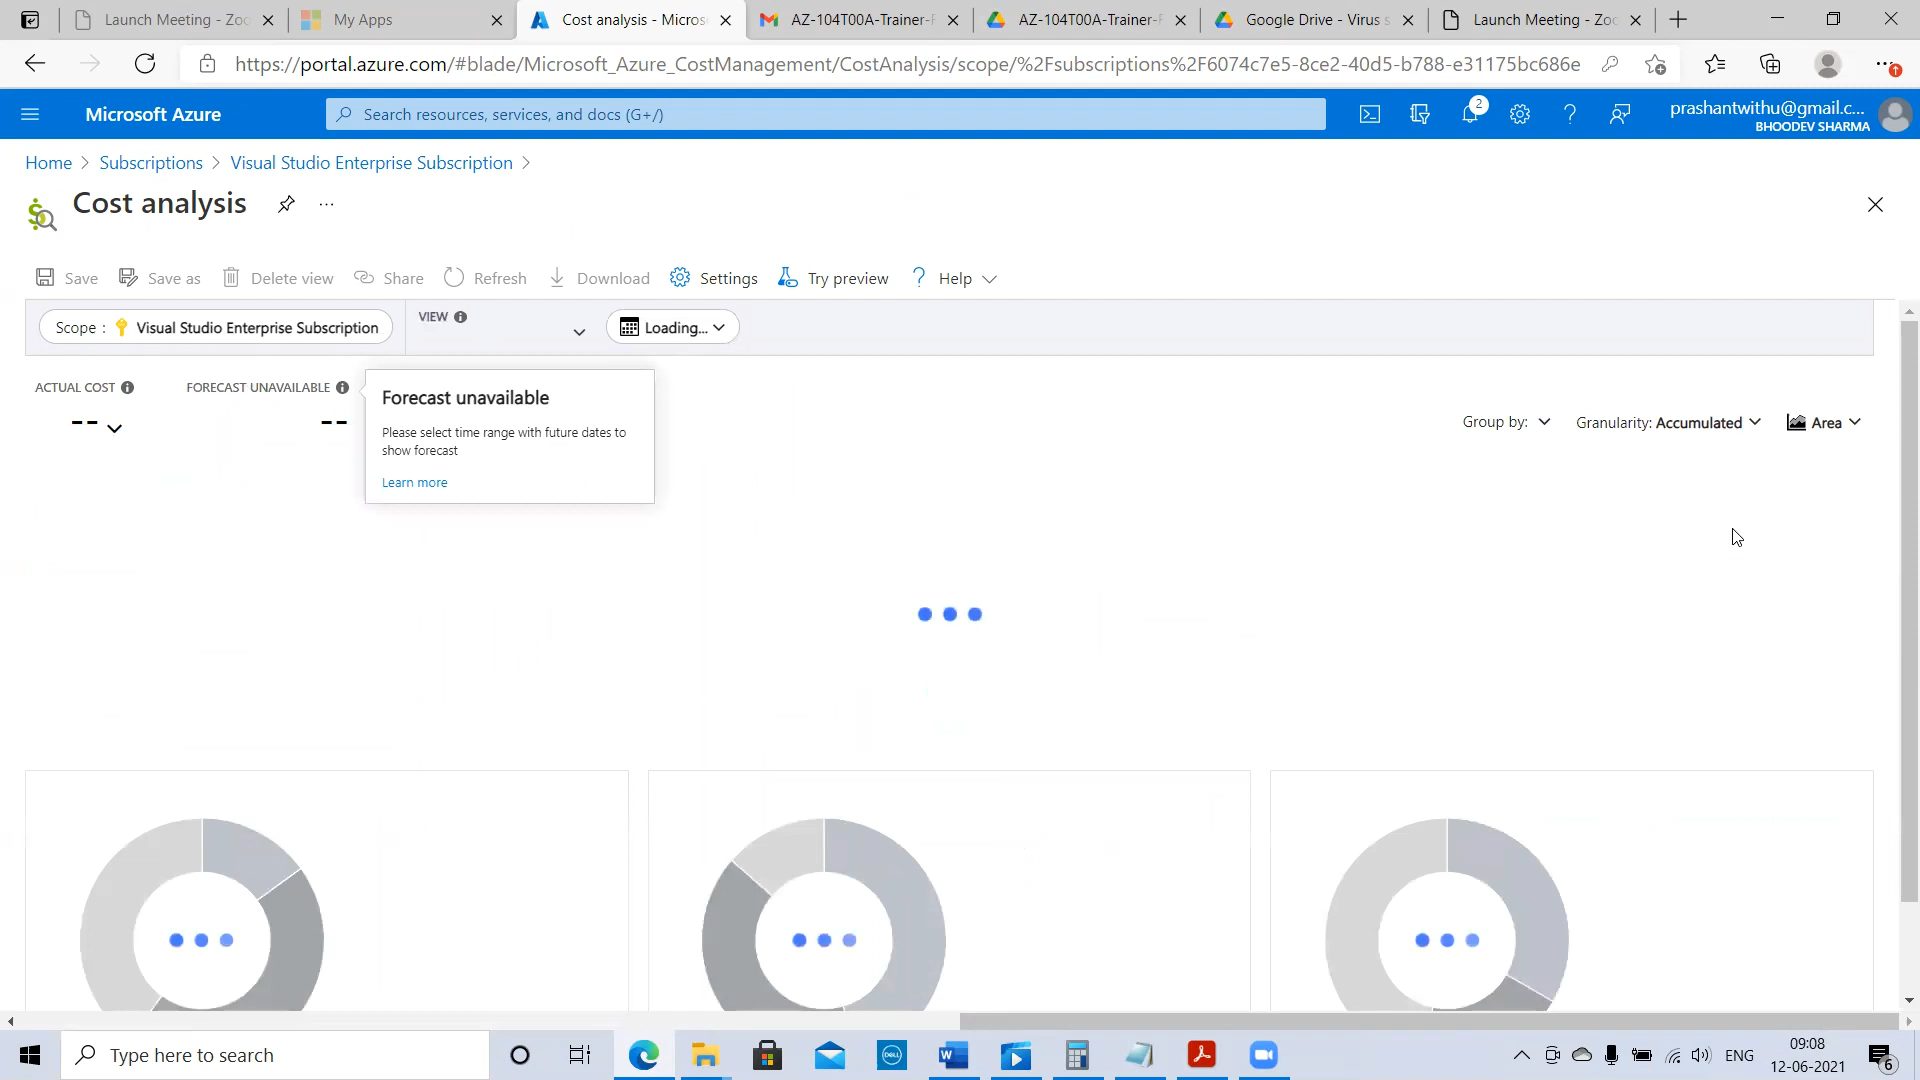 Launch Meeting - Zoo
My Apps
Cost analysis - Micros
AZ-104T00A-Trainer-P
AZ-104T00A-Trainer-P
Google Drive - Virus s
Launch Meeting - Zoo
https://portal.azure.com/#blade/Microsoft_Azure_CostManagement/CostAnalysis/scope/%2Fsubscriptions%2F6074c7e5-8ce2-40d5-b788-e31175bc686e
Microsoft Azure
Search resources, services, and docs (G+/)
2
prashantwithu@gmail.c...
BHOODEV SHARMA
Home > Subscriptions > Visual Studio Enterprise Subscription >
Cost analysis
Save
Save as
Delete view
Share
Refresh
Download
Settings
Try preview
Help
Scope : Visual Studio Enterprise Subscription
VIEW
Loading...
ACTUAL COST
FORECAST UNAVAILABLE
--
--
Forecast unavailable
Please select time range with future dates to
show forecast
Learn more
Group by:
Granularity: Accumulated
Area
Type here to search
DELL
W
ENG
09:08
12-06-2021
6